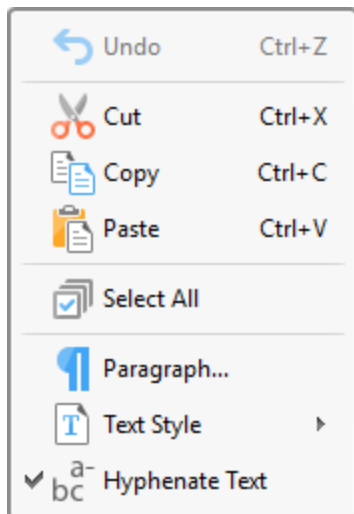 Undo Ctrl+Z
Cut Ctrl+X
Copy Ctrl+C
Paste Ctrl+V
Select All
Paragraph...
T Text Style
a-
bc Hyphenate Text